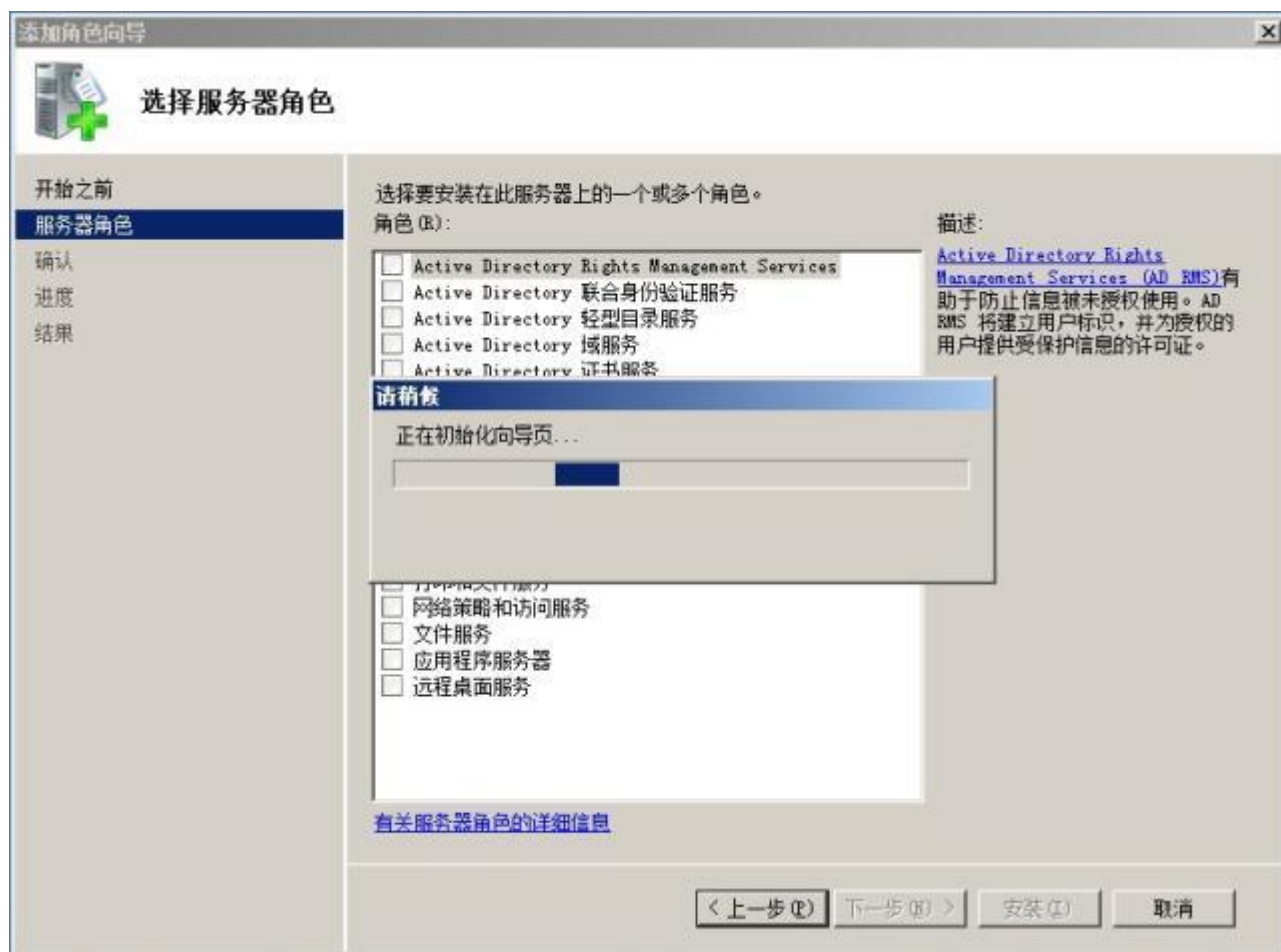 添加角色向导
选择服务器角色
开始之前
服务器角色
确认
进度
结果
选择要安装在此服务器上的一个或多个角色。
角色(R):
Active Directory Rights Management Services
Active Directory 联合身份验证服务
Active Directory 轻型目录服务
Active Directory 域服务
Active Directory 证书服务
请稍候
正在初始化向导页...
网络策略和访问服务
文件服务
应用程序服务器
远程桌面服务
有关服务器角色的详细信息
描述:
Active Directory Rights
Management Services (AD RMS)有
助于防止信息被未授权使用。AD
RMS 将建立用户标识，并为授权的
用户提供受保护信息的许可证。
< 上一步(P)
下一步(N) >
安装(I)
取消